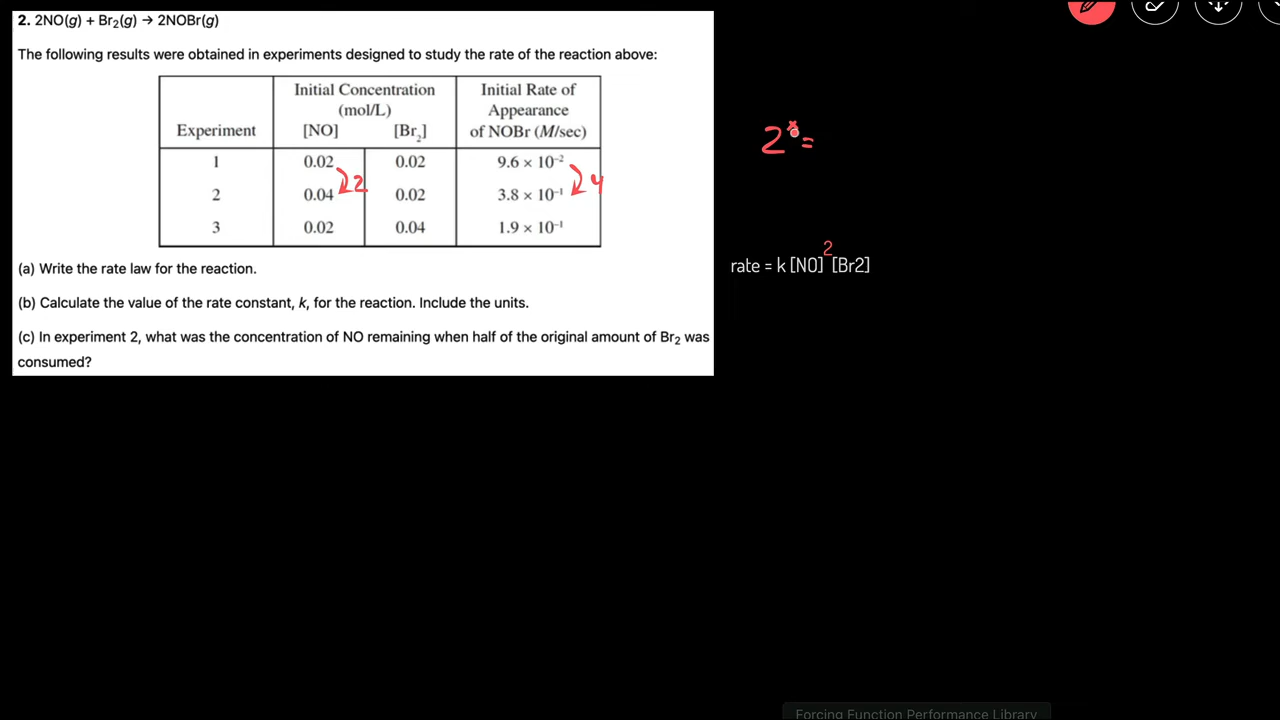 2. 2NO(g) + Br₂(g) → 2NOBr(g)
The following results were obtained in experiments designed to study the rate of the reaction above:
Experiment Initial Concentration (mol/L) [NO] [Br₂] Initial Rate of Appearance of NOBr (M/sec)
1 0.02 0.02 9.6 × 10⁻²
2 0.04 0.02 3.8 × 10⁻¹
3 0.02 0.04 1.9 × 10⁻¹
2
4
(a) Write the rate law for the reaction.
(b) Calculate the value of the rate constant, k, for the reaction. Include the units.
(c) In experiment 2, what was the concentration of NO remaining when half of the original amount of Br₂ was
consumed?
2ˣ =
rate = k [NO]² [Br2]
Forcing Function Performance Library